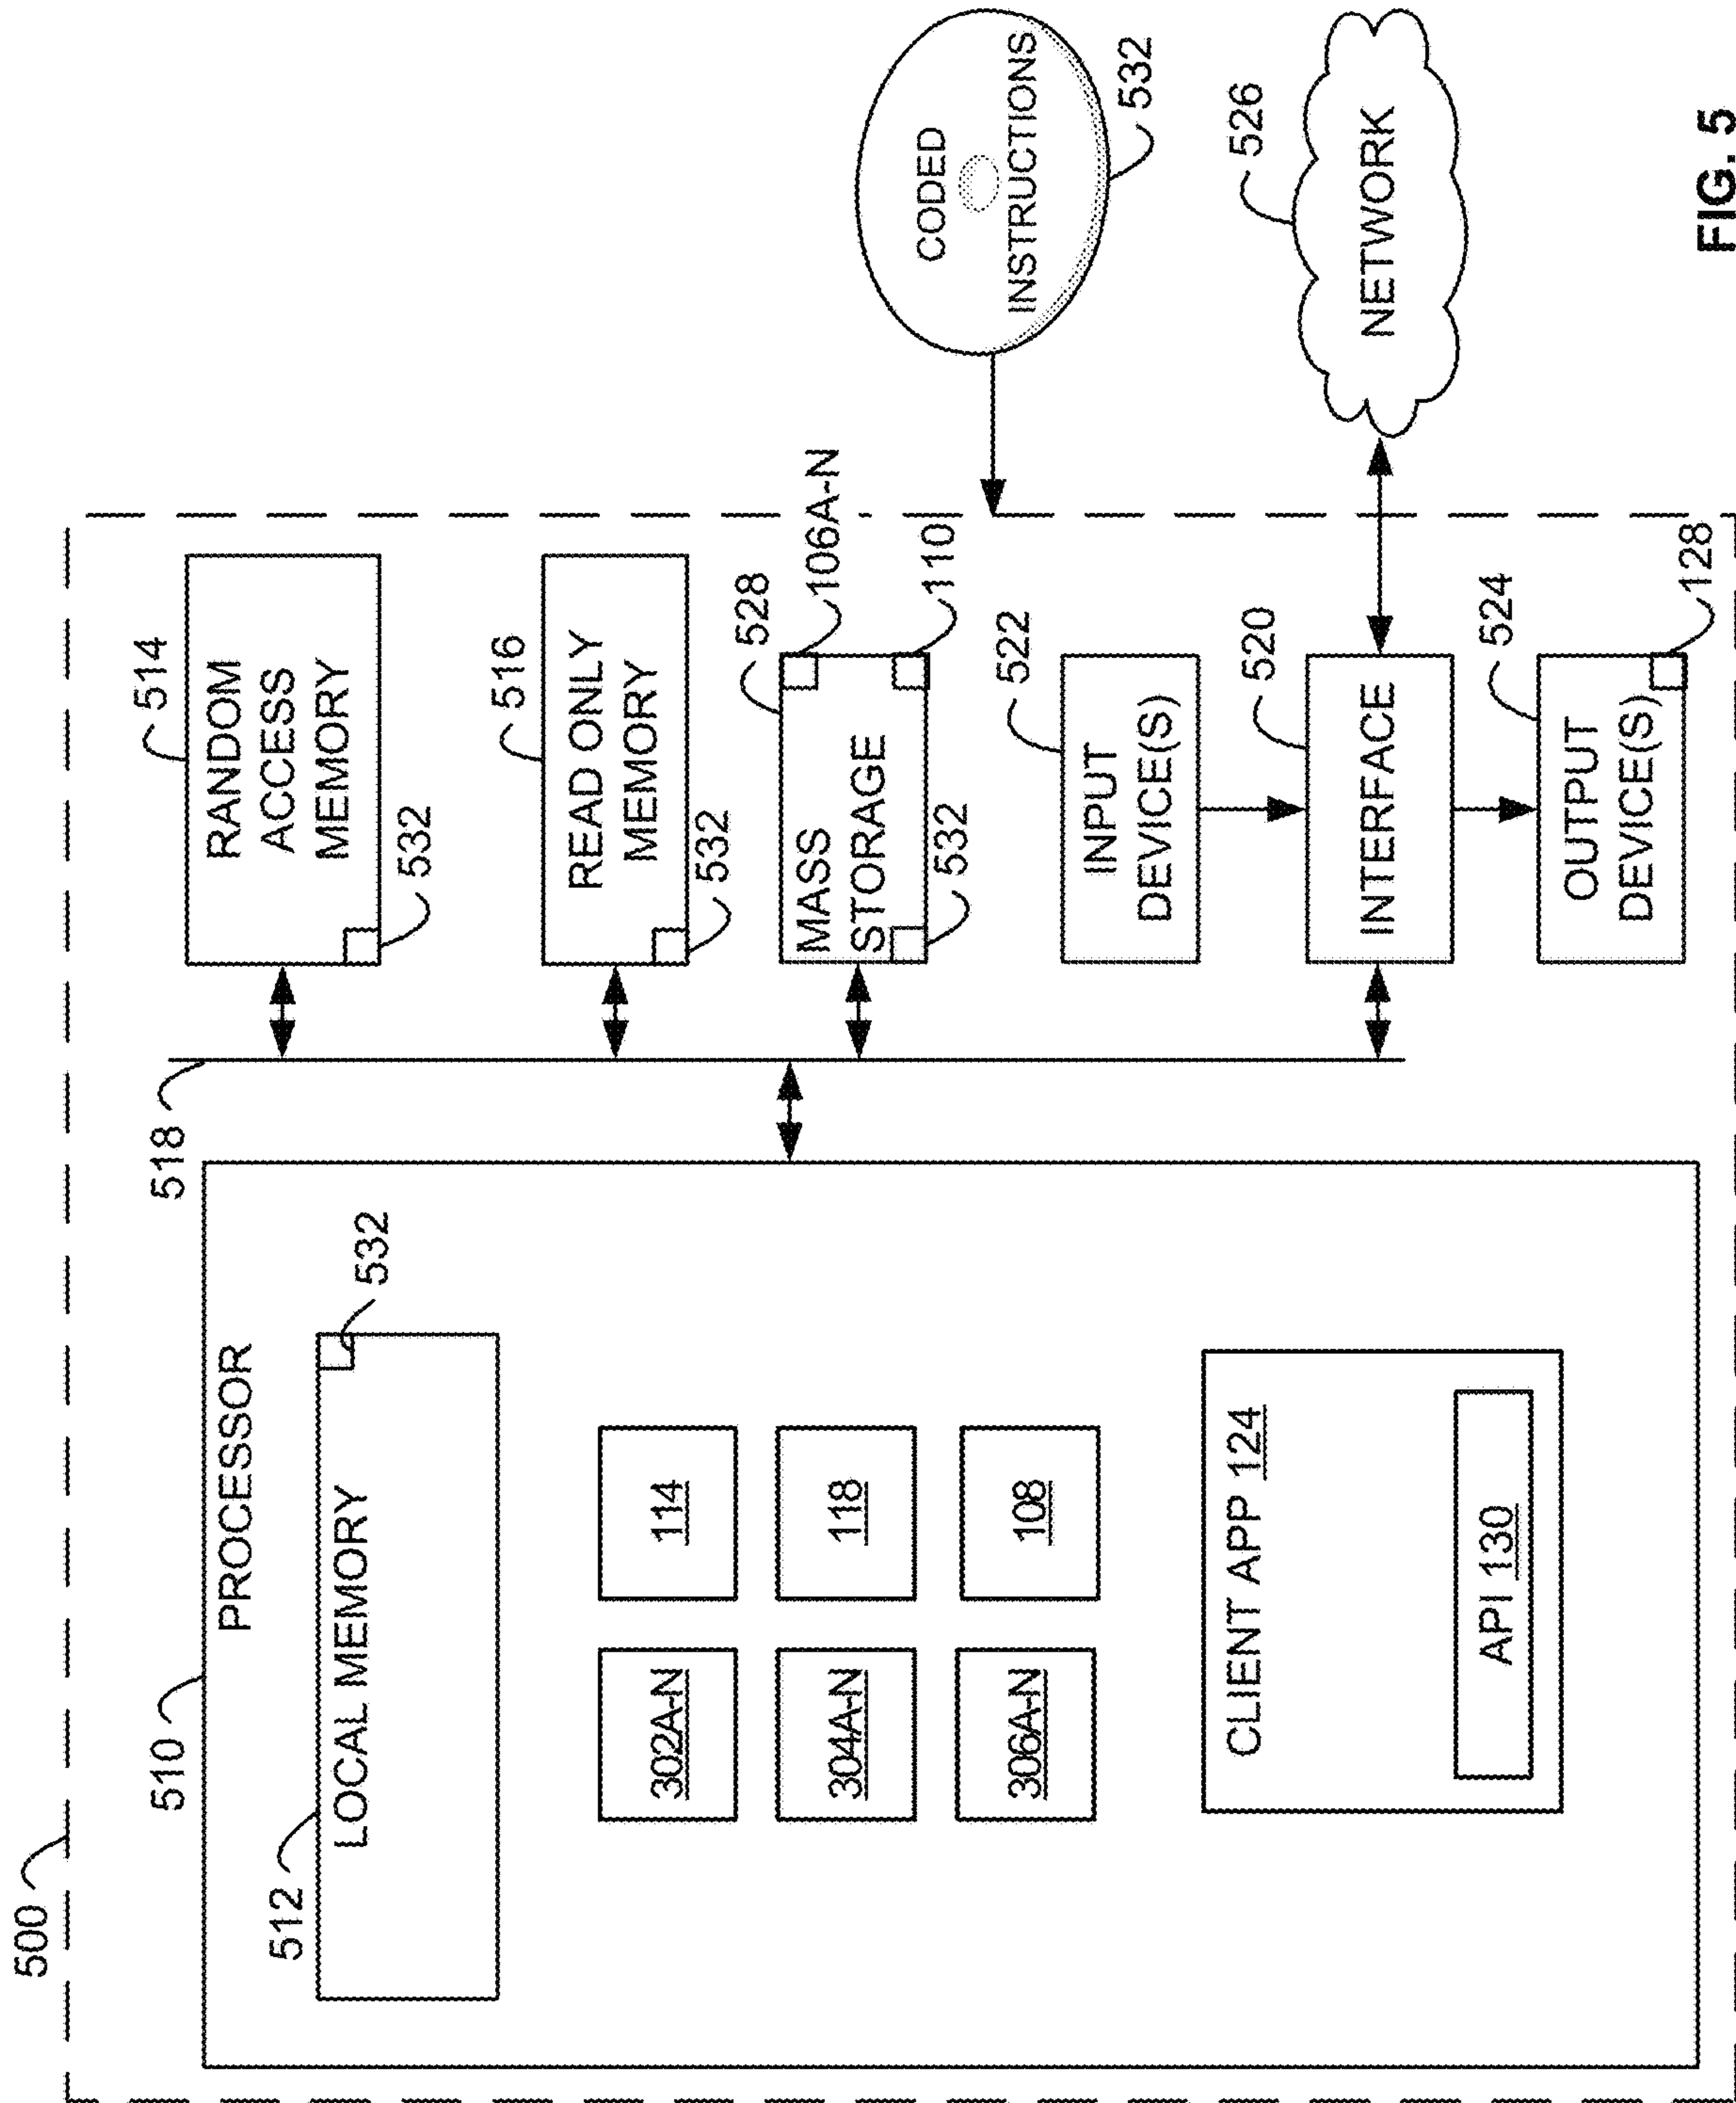 500
510
PROCESSOR
512
LOCAL MEMORY
532
302A-N
114
304A-N
118
306A-N
108
CLIENT APP 124
API 130
518
514
RANDOM
ACCESS
MEMORY
532
516
READ ONLY
MEMORY
532
528
106A-N
MASS
STORAGE
110
532
522
INPUT
DEVICE(S)
520
INTERFACE
524
OUTPUT
DEVICE(S)
128
CODED
INSTRUCTIONS
532
526
NETWORK
FIG. 5